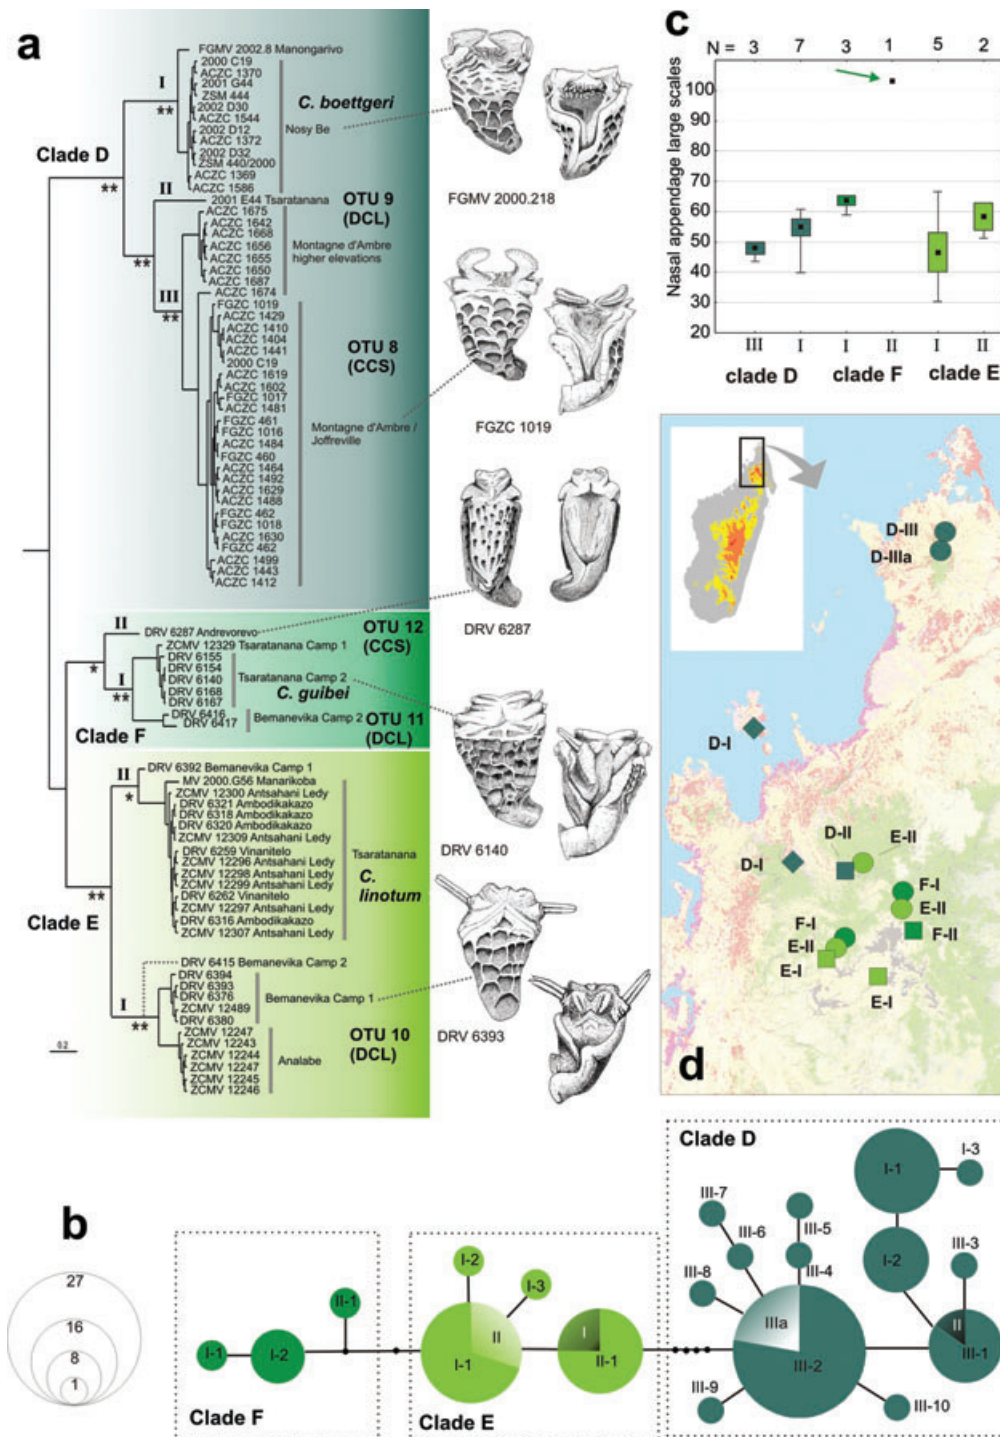 a
FGMV 2002.8 Manongarivo
2000 C19
ACZC 1370
2001 G44
ZSM 444
2002 D30
ACZC 1544
2002 D12
ACZC 1372
2002 D32
ZSM 440/2000
ACZC 1369
ACZC 1586
I
**
C. boettgeri
Nosy Be
Clade D
**
II
2001 E44 Tsaratanana
OTU 9
(DCL)
ACZC 1675
ACZC 1642
ACZC 1668
ACZC 1656
ACZC 1655
ACZC 1650
ACZC 1687
Montagne d'Ambre
higher elevations
**
III
**
ACZC 1674
FGZC 1019
ACZC 1429
ACZC 1410
ACZC 1404
ACZC 1441
2000 C19
ACZC 1619
ACZC 1602
FGZC 1017
ACZC 1481
FGZC 461
FGZC 1016
ACZC 1484
FGZC 460
ACZC 1464
ACZC 1492
ACZC 1629
ACZC 1488
FGZC 462
FGZC 1018
ACZC 1630
FGZC 462
ACZC 1499
ACZC 1443
ACZC 1412
OTU 8
(CCS)
Montagne d'Ambre /
Joffreville
II
DRV 6287 Andrevorevo
OTU 12
(CCS)
ZCMV 12329 Tsaratanana Camp 1
DRV 6155
DRV 6154
DRV 6140
DRV 6168
DRV 6167
Tsaratanana Camp 2
C. guibei
*
I
**
DRV 6416
DRV 6417
Bemanevika Camp 2
OTU 11
(DCL)
Clade F
DRV 6392 Bemanevika Camp 1
II
*
MV 2000.G56 Manarikoba
ZCMV 12300 Antsahani Ledy
DRV 6321 Ambodikakazo
DRV 6318 Ambodikakazo
DRV 6320 Ambodikakazo
ZCMV 12309 Antsahani Ledy
DRV 6259 Vinanitelo
ZCMV 12296 Antsahani Ledy
ZCMV 12298 Antsahani Ledy
ZCMV 12299 Antsahani Ledy
DRV 6262 Vinanitelo
ZCMV 12297 Antsahani Ledy
DRV 6316 Ambodikakazo
ZCMV 12307 Antsahani Ledy
Tsaratanana
C.
linotum
**
Clade E
DRV 6415 Bemanevika Camp 2
DRV 6394
DRV 6393
DRV 6376
ZCMV 12489
DRV 6380
Bemanevika Camp 1
I
**
OTU 10
(DCL)
ZCMV 12247
ZCMV 12243
ZCMV 12244
ZCMV 12247
ZCMV 12245
ZCMV 12246
Analabe
0.2
FGMV 2000.218
FGZC 1019
DRV 6287
DRV 6140
DRV 6393
c
N = 3 7 3 1 5 2
Nasal appendage large scales
100
90
80
70
60
50
40
30
20
III I I II I II
clade D clade F clade E
D-III
D-IIIa
D-I
D-II
E-II
D-I
F-I
E-II
F-I
F-II
E-II
E-I
E-I
d
b
27
16
8
1
I-1
I-2
II-1
Clade F
I-2
I-3
II
I-1
I
II-1
Clade E
Clade D
I-1
I-3
III-7
III-5
III-6
I-2
III-3
III-8
III-4
IIIa
II
III-2
III-1
III-9
III-10